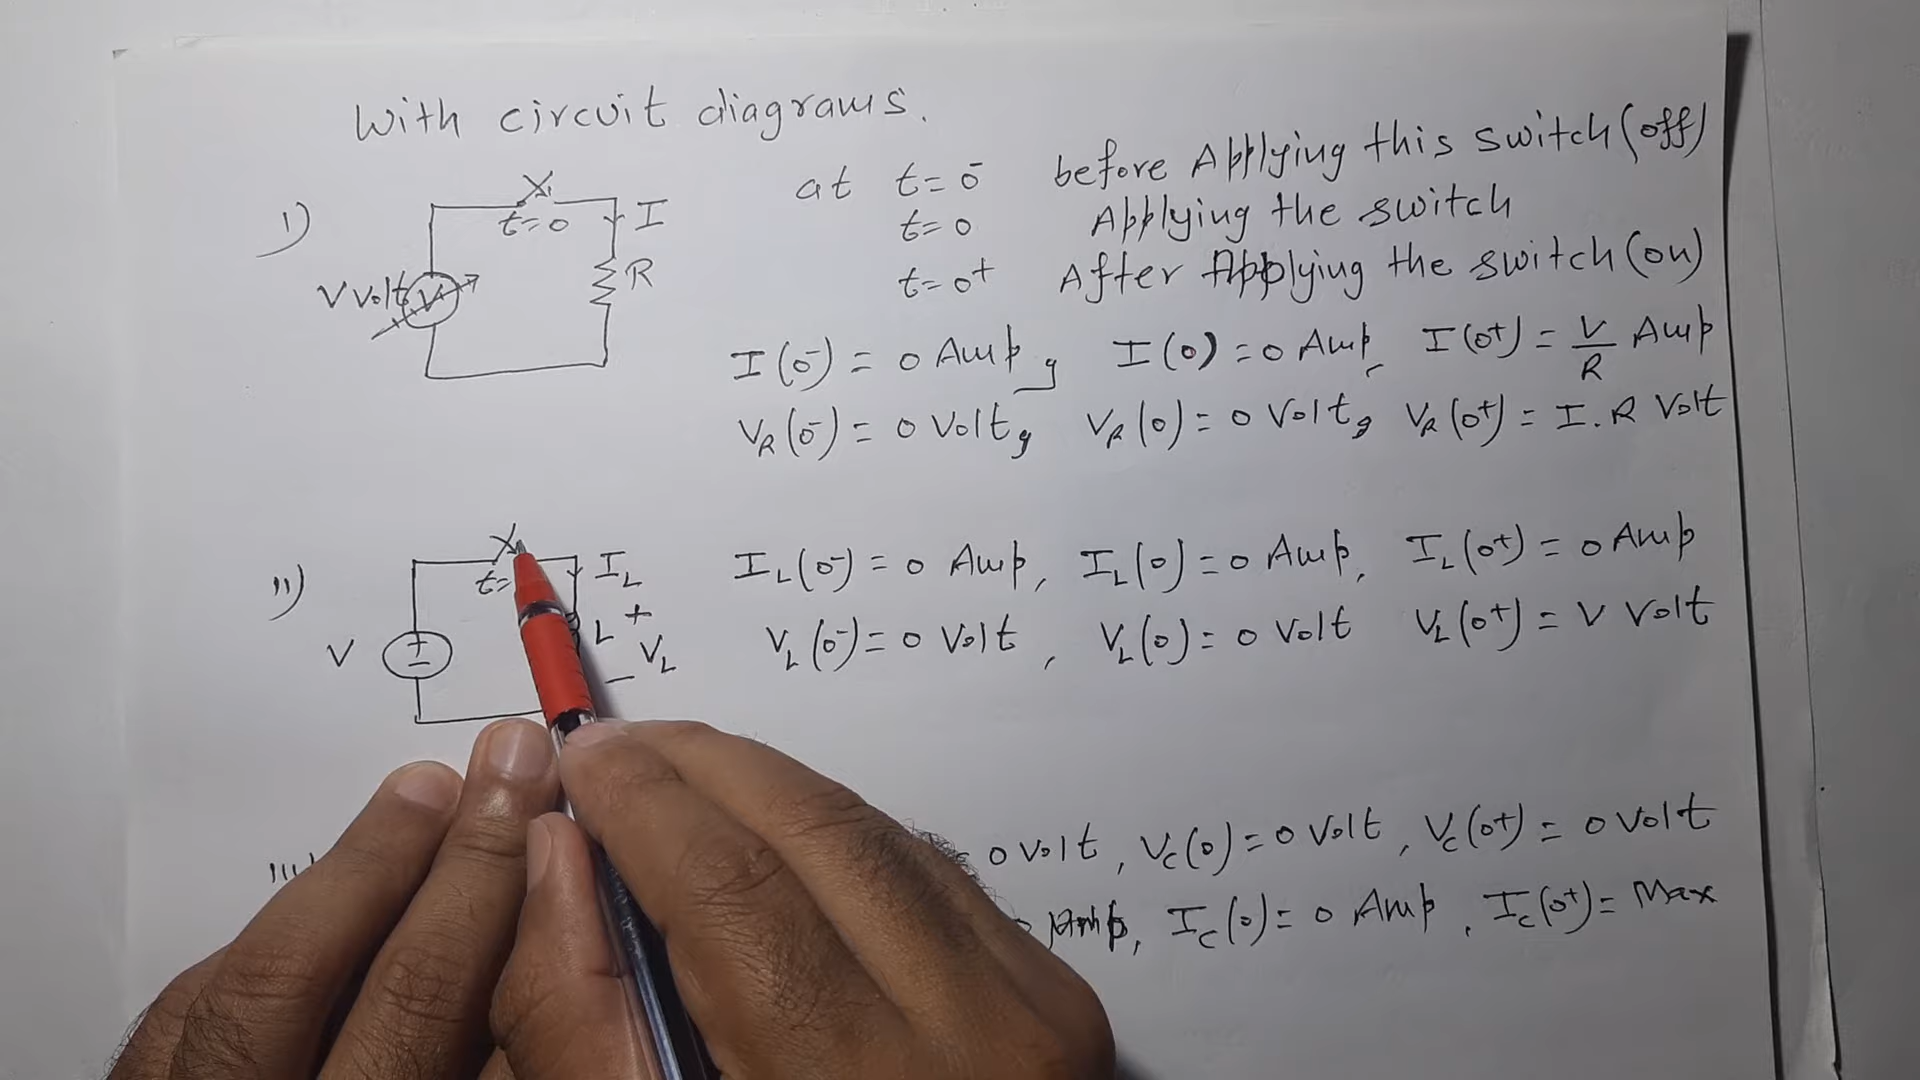 With circuit diagrams.
at t=0⁻ before Applying this switch (off)
t=0 Applying the switch
t=0⁺ After Applying the switch (on)
I)
t=0
I
R
V Volt
V
I(0⁻) = 0 Amp, I(0) = 0 Amp, I(0⁺) = V/R Amp
V_R(0⁻) = 0 Volt, V_R(0) = 0 Volt, V_R(0⁺) = I.R Volt
II)
t=
I_L
+
L
V_L
−
V
+
−
I_L(0⁻) = 0 Amp, I_L(0) = 0 Amp, I_L(0⁺) = 0 Amp
V_L(0⁻) = 0 Volt, V_L(0) = 0 Volt, V_L(0⁺) = V Volt
III
= 0 Volt, V_C(0) = 0 Volt, V_C(0⁺) = 0 Volt
Amp, I_C(0) = 0 Amp, I_C(0⁺) = Max